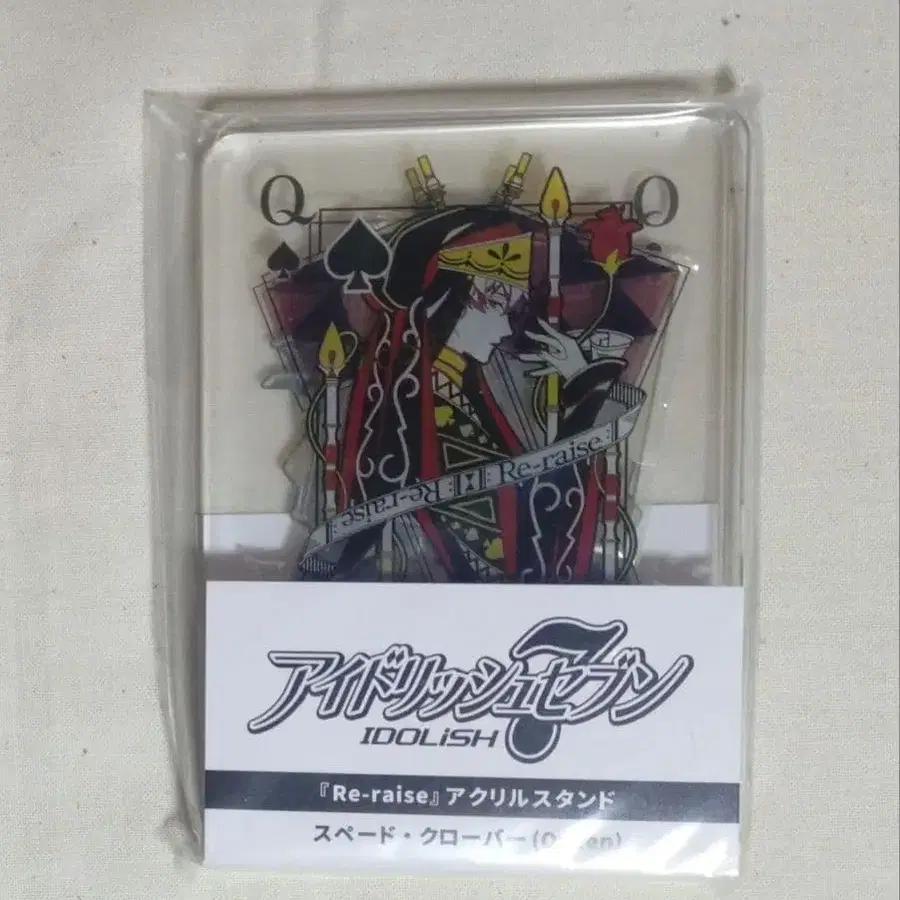 Q Q
Re-raise Re-raise
アイドリッシュセブン
IDOLiSH7
『Re-raise』アクリルスタンド
スペード・クローバー(Queen)